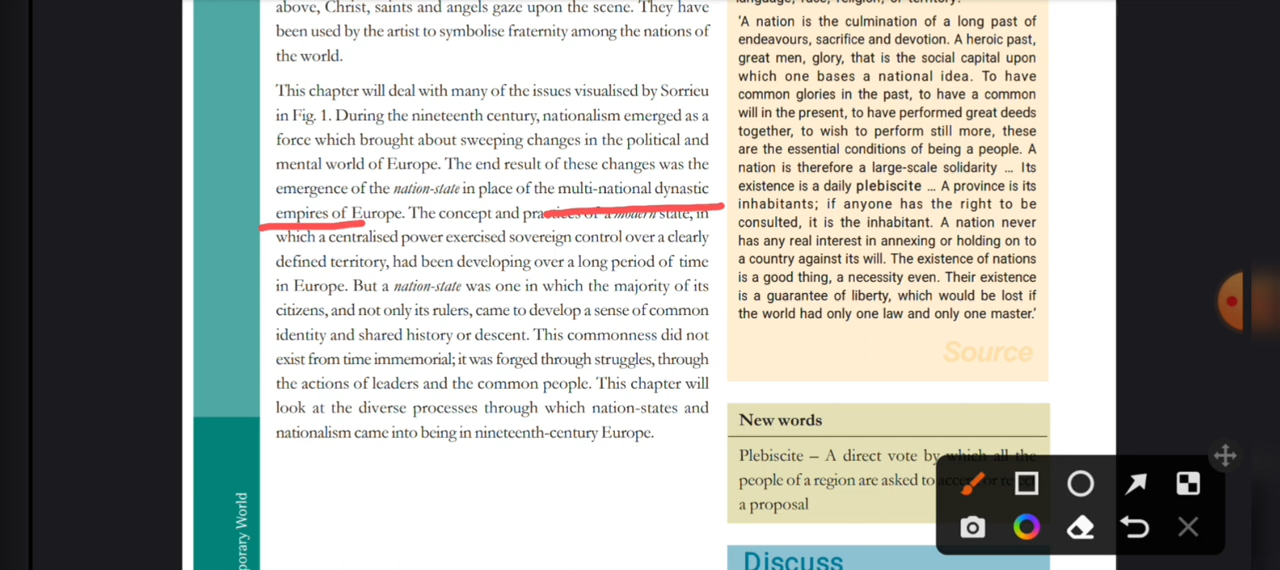 above, Christ, saints and angels gaze upon the scene. They have
been used by the artist to symbolise fraternity among the nations of
the world.
This chapter will deal with many of the issues visualised by Sorrieu
in Fig. 1. During the nineteenth century, nationalism emerged as a
force which brought about sweeping changes in the political and
mental world of Europe. The end result of these changes was the
emergence of the nation-state in place of the multi-national dynastic
empires of Europe. The concept and practices of a modern state, in
which a centralised power exercised sovereign control over a clearly
defined territory, had been developing over a long period of time
in Europe. But a nation-state was one in which the majority of its
citizens, and not only its rulers, came to develop a sense of common
identity and shared history or descent. This commonness did not
exist from time immemorial; it was forged through struggles, through
the actions of leaders and the common people. This chapter will
look at the diverse processes through which nation-states and
nationalism came into being in nineteenth-century Europe.
language, race, religion, or territory:
'A nation is the culmination of a long past of
endeavours, sacrifice and devotion. A heroic past,
great men, glory, that is the social capital upon
which one bases a national idea. To have
common glories in the past, to have a common
will in the present, to have performed great deeds
together, to wish to perform still more, these
are the essential conditions of being a people. A
nation is therefore a large-scale solidarity ... Its
existence is a daily plebiscite ... A province is its
inhabitants; if anyone has the right to be
consulted, it is the inhabitant. A nation never
has any real interest in annexing or holding on to
a country against its will. The existence of nations
is a good thing, a necessity even. Their existence
is a guarantee of liberty, which would be lost if
the world had only one law and only one master.'
Source
New words
Plebiscite – A direct vote by which all the
people of a region are asked to accept or reject
a proposal
Discuss
porary World